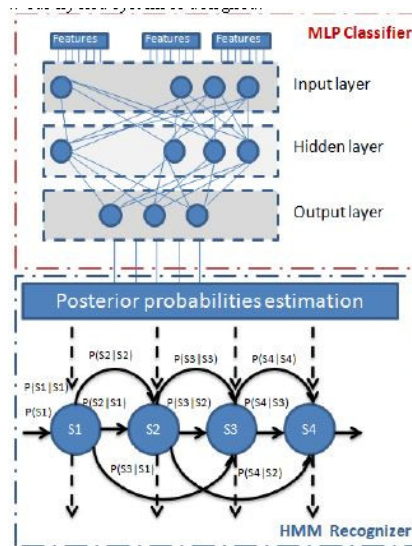 Features Features Features
MLP Classifier
Input layer
Hidden layer
Output layer
Posterior probabilities estimation
P(S2|S2) P(S3|S3) P(S4|S4)
P(S1|S1)
P(S1) P(S2|S1) P(S3|S2) P(S4|S3)
S1 S2 S3 S4
P(S3|S1) P(S4|S2)
HMM Recognizer